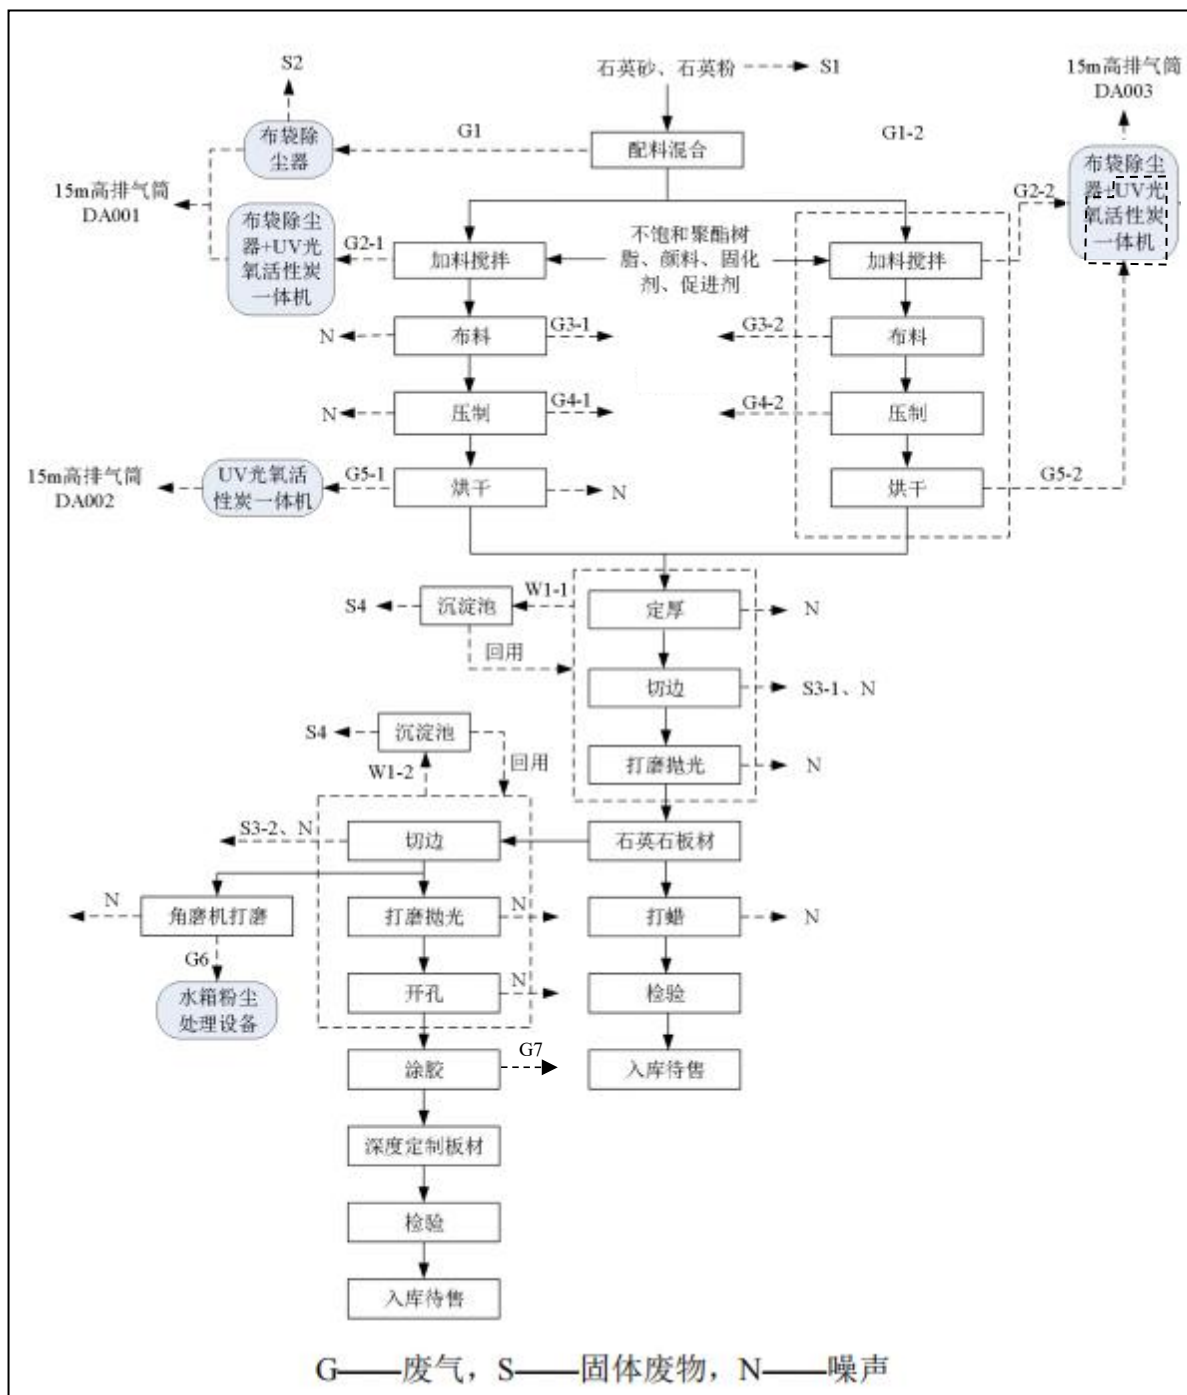 S2
石英砂、石英粉
S1
15m高排气筒
DA003
G1
G1-2
布袋除
尘器
配料混合
布袋除尘
器+UV光
氧活性炭
一体机
G2-2
15m高排气筒
DA001
布袋除尘
器+UV光
氧活性炭
一体机
G2-1
加料搅拌
不饱和聚酯树
脂、颜料、固化
剂、促进剂
加料搅拌
N
布料
G3-1
G3-2
布料
N
压制
G4-1
G4-2
压制
15m高排气筒
DA002
UV光氧活
性炭一体机
G5-1
烘干
N
烘干
G5-2
S4
沉淀池
W1-1
定厚
N
回用
切边
S3-1、N
S4
沉淀池
回用
W1-2
打磨抛光
N
S3-2、N
切边
石英石板材
N
角磨机打磨
打磨抛光
N
打蜡
N
G6
水箱粉尘
处理设备
开孔
N
检验
涂胶
G7
入库待售
深度定制板材
检验
入库待售
G——废气，S——固体废物，N——噪声